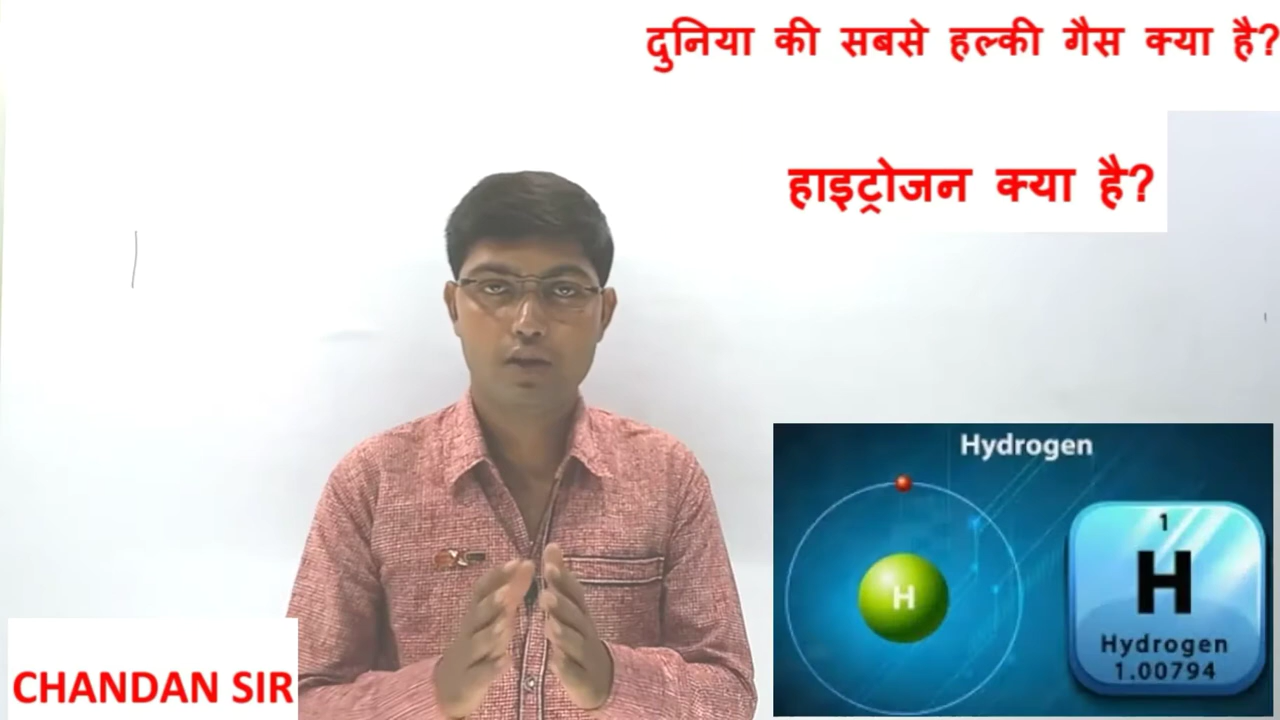 दुनिया की सबसे हल्की गैस क्या है?
हाइट्रोजन क्या है?
Hydrogen
H
1
H
Hydrogen
1.00794
CHANDAN SIR